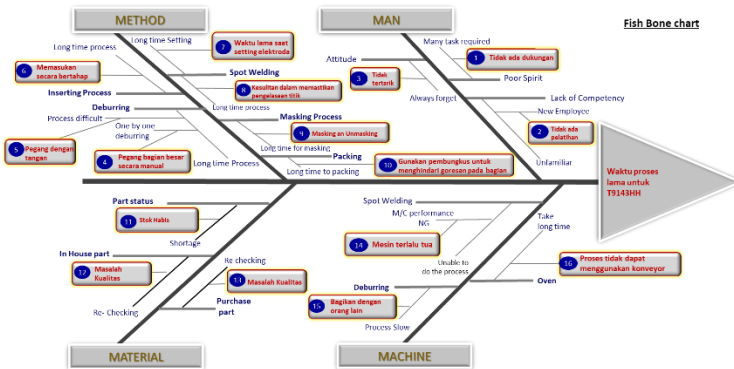 Fish Bone chart
METHOD
MAN
Long time process
Long time Setting
7 Waktu lama saat
setting elektroda
6 Memasukan
secara bertahap
Spot Welding
8 Kesulitan dalam memastikan
pengelasaan titik
Inserting Process
Long time process
Deburring
Process difficult
One by one
deburring
Masking Process
9 Masking an Unmasking
Long time for masking
5 Pegang dengan
tangan
4 Pegang bagian besar
secara manual
Long time Process
Packing
Long time to packing
10 Gunakan pembungkus untuk
menghindari goresan pada bagian
Many task required
1 Tidak ada dukungan
Attitude
3 Tidak
tertarik
Poor Spirit
Always forget
Lack of Competency
New Employee
2 Tidak ada
pelatihan
Unfamiliar
Waktu proses
lama untuk
T9143HH
Part status
11 Stok Habis
Shortage
In House part
12 Masalah
Kualitas
Re checking
13 Masalah Kualitas
Re- Checking
Purchase
part
Spot Welding
M/C performance
NG
14 Mesin terlalu tua
Unable to
do the process
Take
long time
16 Proses tidak dapat
menggunakan konveyor
Oven
Deburring
15 Bagikan dengan
orang lain
Process Slow
MATERIAL
MACHINE